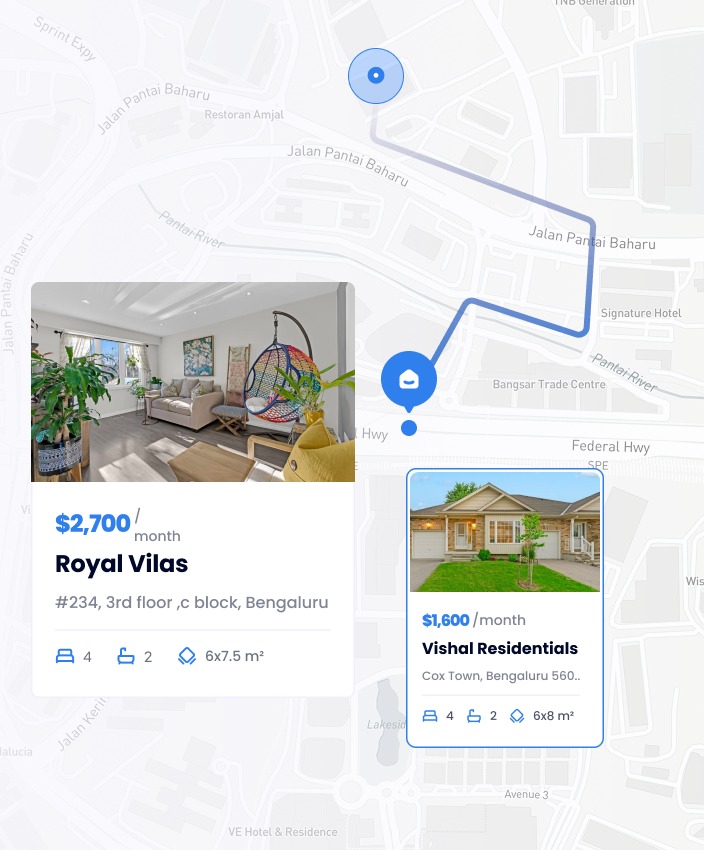 TNB Generation
Sprint Expy
Jalan Pantai Baharu
Restoran Amjal
Jalan Pantai Baharu
Pantai River
Jalan Pantai Baharu
Jalan Pantai Baharu
Signature Hotel
Pantai River
Bangsar Trade Centre
l Hwy
Federal Hwy
SPE
E
$2,700 /
month
Royal Vilas
#234, 3rd floor ,c block, Bengaluru
4 2 6x7.5 m²
$1,600 /month
Vishal Residentials
Cox Town, Bengaluru 560..
4 2 6x8 m²
Vi
Wis
Jalan Keri
alucia
Lakesid
Avenue 3
VE Hotel & Residence